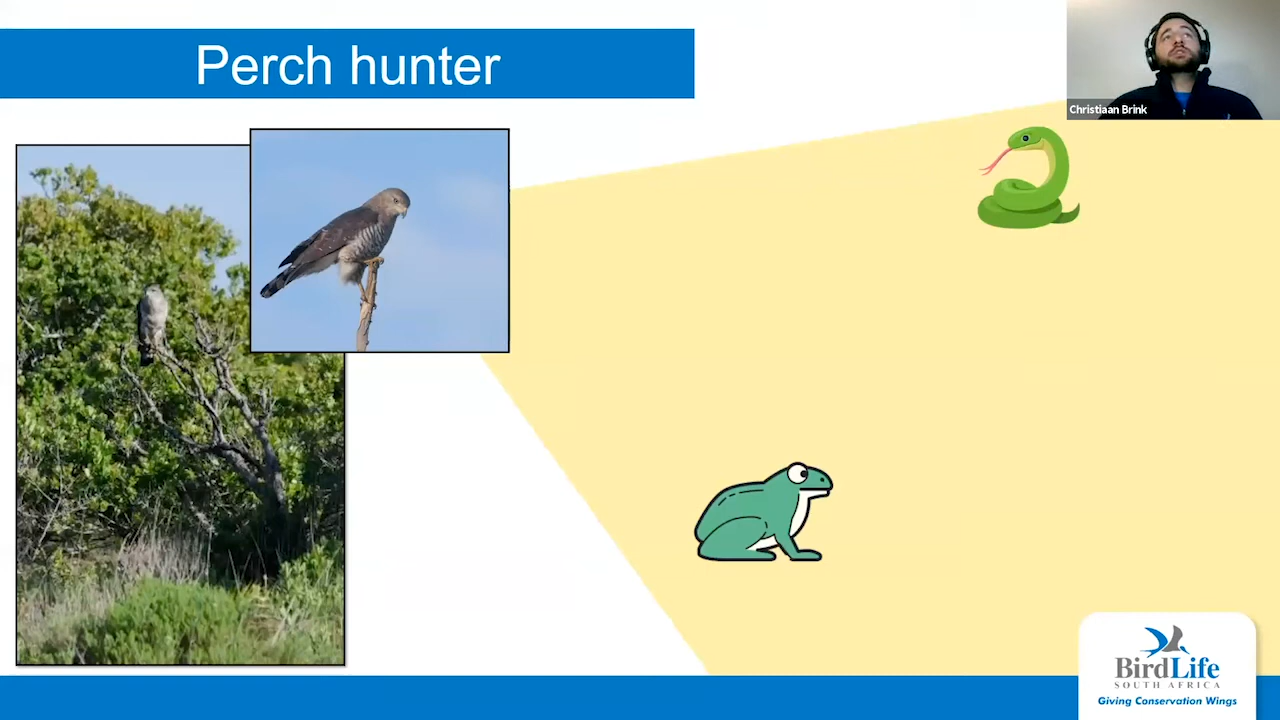 Perch hunter
Christiaan Brink
BirdLife
SOUTH AFRICA
Giving Conservation Wings